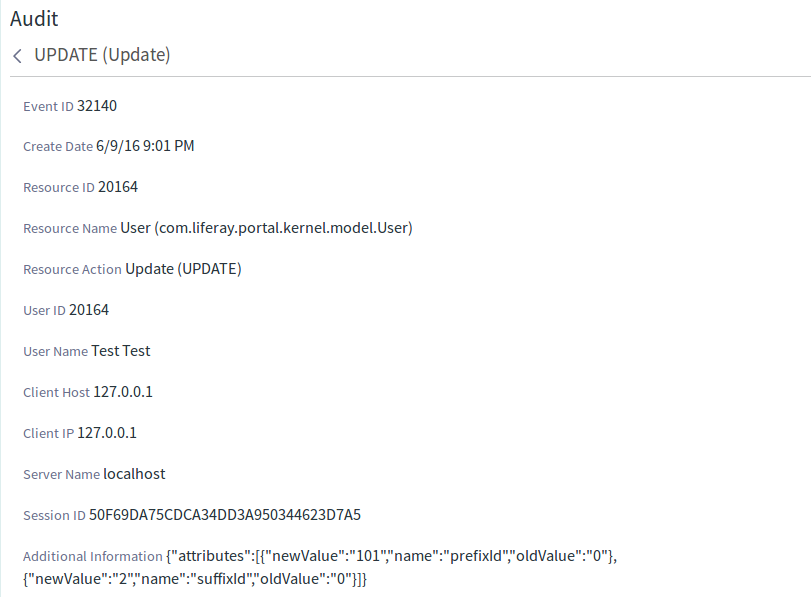 Audit
UPDATE (Update)
Event ID 32140
Create Date 6/9/16 9:01 PM
Resource ID 20164
Resource Name User (com.liferay.portal.kernel.model.User)
Resource Action Update (UPDATE)
User ID 20164
User Name Test Test
Client Host 127.0.0.1
Client IP 127.0.0.1
Server Name localhost
Session ID 50F69DA75CDCA34DD3A950344623D7A5
Additional Information {"attributes":[{"newValue":"101","name":"prefixId","oldValue":"0"},
{"newValue":"2","name":"suffixId","oldValue":"0"}]}